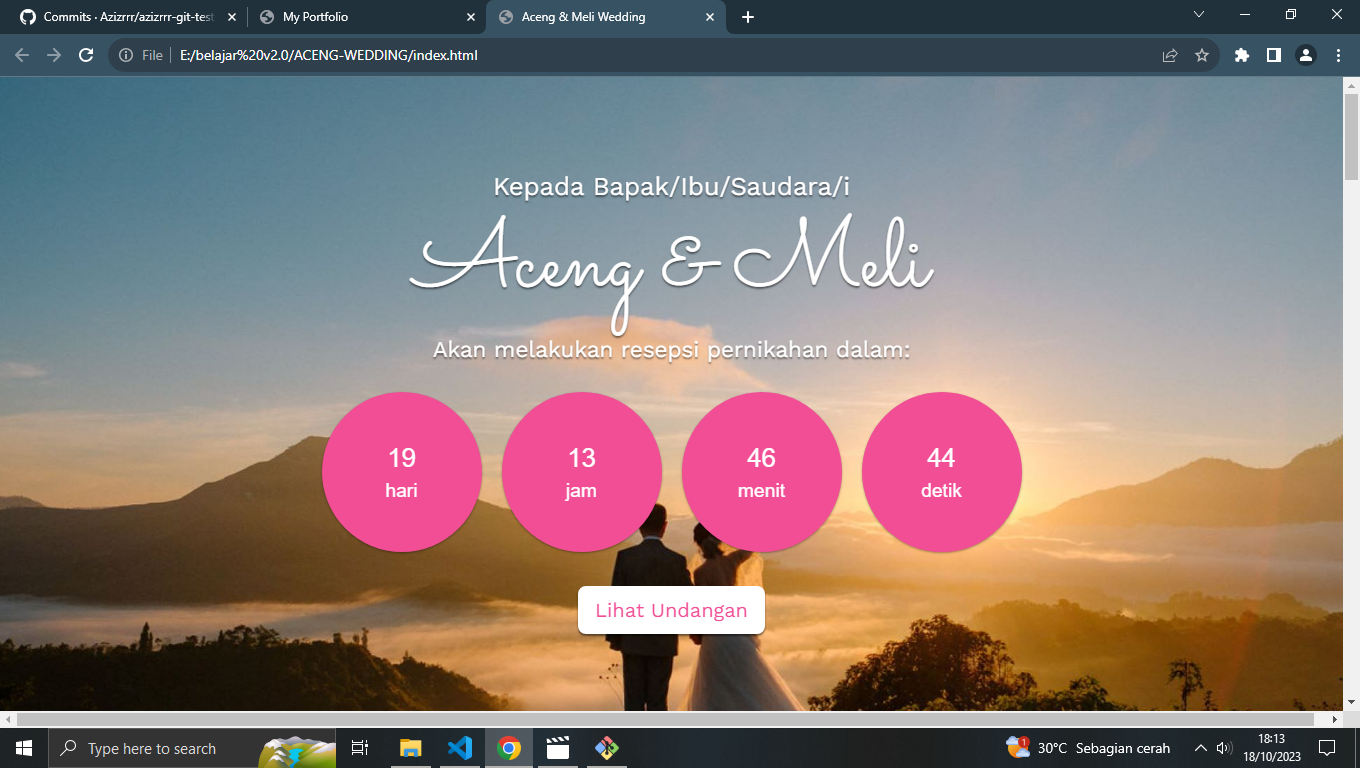 Commits · Azizrrr/azizrrr-git-test
My Portfolio
Aceng & Meli Wedding
File
E:/belajar%20v2.0/ACENG-WEDDING/index.html
Kepada Bapak/Ibu/Saudara/i
Aceng & Meli
Akan melakukan resepsi pernikahan dalam:
19 13 46 44
hari jam menit detik
Lihat Undangan
Type here to search
1
30°C Sebagian cerah
18:13
18/10/2023